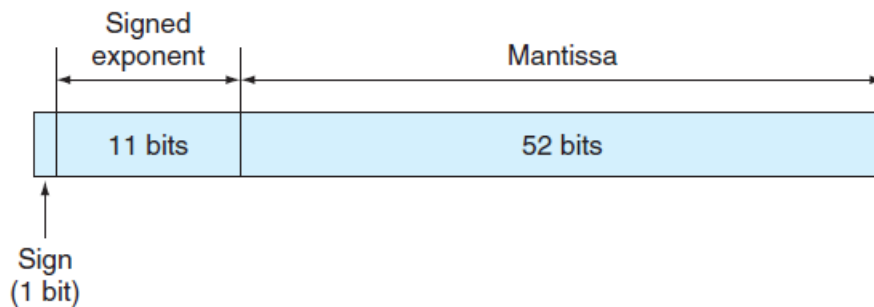 Signed
exponent
Mantissa
11 bits
52 bits
Sign
(1 bit)